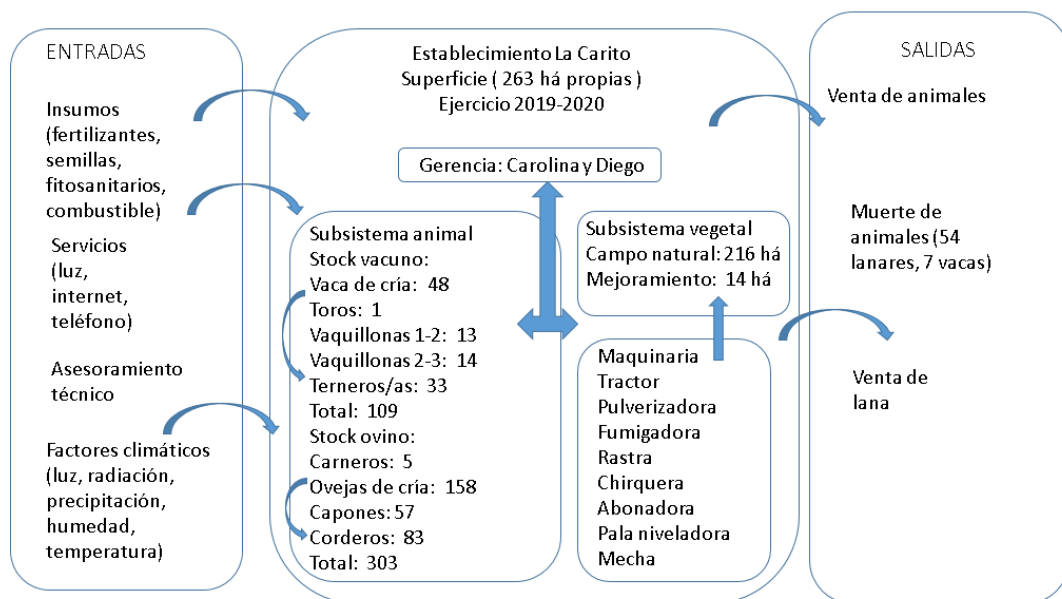 ENTRADAS
Insumos
(fertilizantes,
semillas,
fitosanitarios,
combustible)
Servicios
(luz,
internet,
teléfono)
Asesoramiento
técnico
Factores climáticos
(luz, radiación,
precipitación,
humedad,
temperatura)
Establecimiento La Carito
Superficie ( 263 há propias )
Ejercicio 2019-2020
Gerencia: Carolina y Diego
Subsistema animal
Stock vacuno:
Vaca de cría: 48
Toros: 1
Vaquillonas 1-2: 13
Vaquillonas 2-3: 14
Terneros/as: 33
Total: 109
Stock ovino:
Carneros: 5
Ovejas de cría: 158
Capones: 57
Corderos: 83
Total: 303
Subsistema vegetal
Campo natural: 216 há
Mejoramiento: 14 há
Maquinaria
Tractor
Pulverizadora
Fumigadora
Rastra
Chirquera
Abonadora
Pala niveladora
Mecha
SALIDAS
Venta de animales
Muerte de
animales (54
lanares, 7 vacas)
Venta de
lana